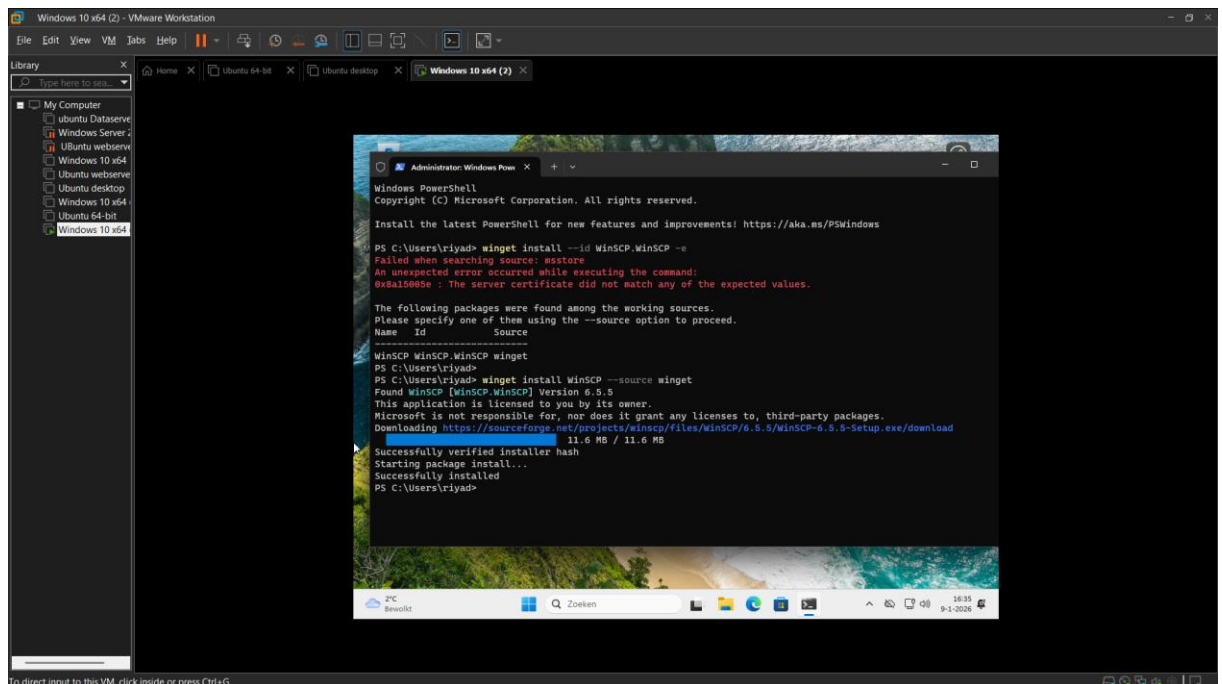 Windows 10 x64 (2) - VMware Workstation
File Edit View VM Tabs Help
Library
Type here to sea...
Home
Ubuntu 64-bit
Ubuntu desktop
Windows 10 x64 (2)
My Computer
ubuntu Dataserve
Windows Server 2
UBuntu webserve
Windows 10 x64
Ubuntu webserve
Ubuntu desktop
Windows 10 x64
Ubuntu 64-bit
Windows 10 x64
Administrator: Windows Pow
Windows PowerShell
Copyright (C) Microsoft Corporation. All rights reserved.
Install the latest PowerShell for new features and improvements! https://aka.ms/PSWindows
PS C:\Users\riyad> winget install --id WinSCP.WinSCP -e
Failed when searching source: msstore
An unexpected error occurred while executing the command:
0x8a15005e : The server certificate did not match any of the expected values.
The following packages were found among the working sources.
Please specify one of them using the --source option to proceed.
Name Id Source
---------------------------
WinSCP WinSCP.WinSCP winget
PS C:\Users\riyad>
PS C:\Users\riyad> winget install WinSCP --source winget
Found WinSCP [WinSCP.WinSCP] Version 6.5.5
This application is licensed to you by its owner.
Microsoft is not responsible for, nor does it grant any licenses to, third-party packages.
Downloading https://sourceforge.net/projects/winscp/files/WinSCP/6.5.5/WinSCP-6.5.5-Setup.exe/download
11.6 MB / 11.6 MB
Successfully verified installer hash
Starting package install...
Successfully installed
PS C:\Users\riyad>
2°C
Bewolkt
Zoeken
16:35
9-1-2026
To direct input to this VM, click inside or press Ctrl+G.